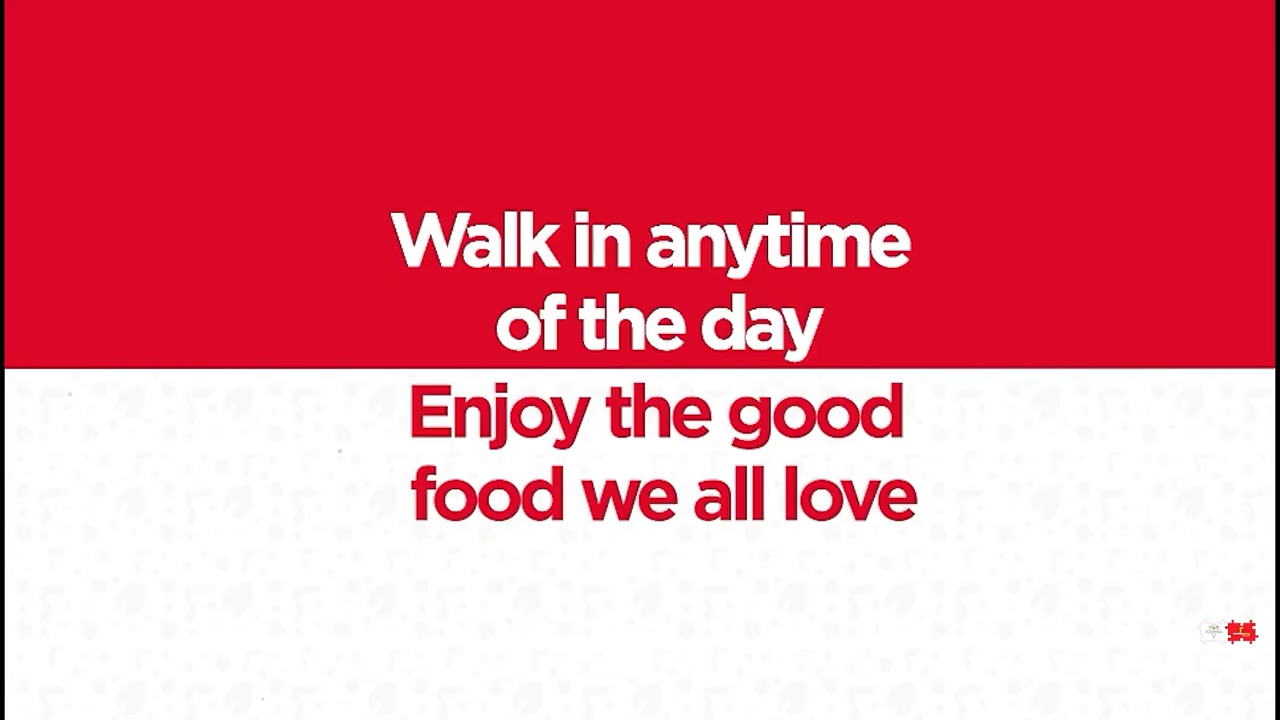 Walk in anytime
of the day
Enjoy the good
food we all love